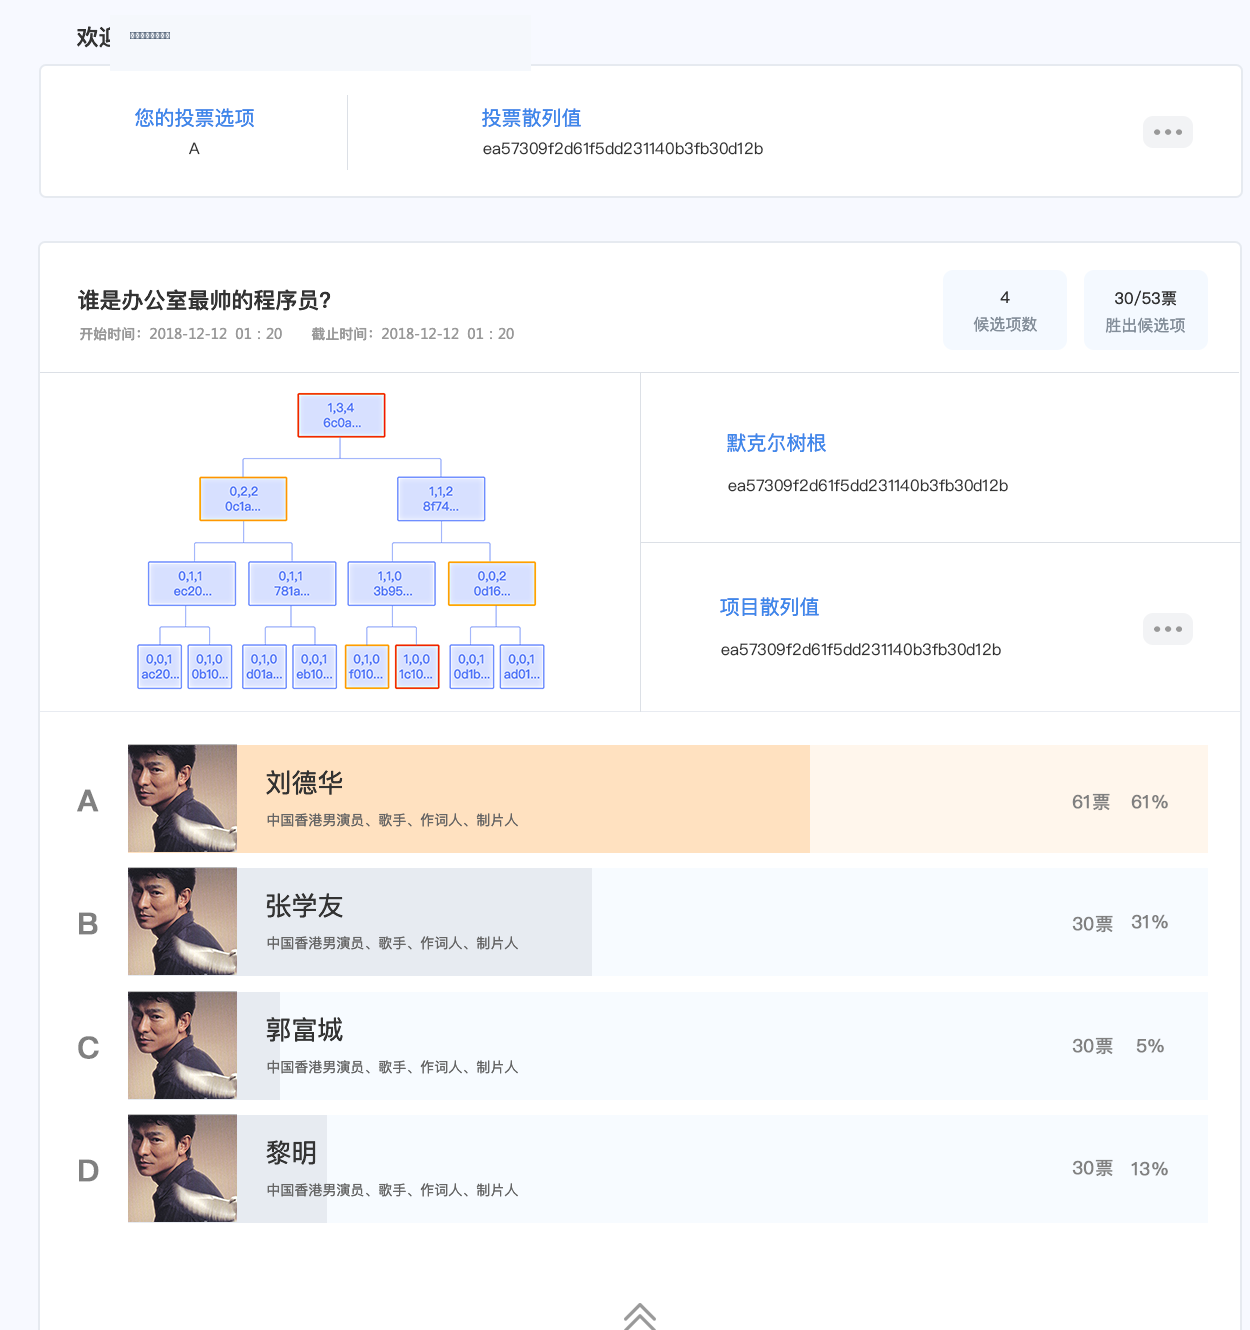 欢迎
您的投票选项
A
投票散列值
ea57309f2d61f5dd231140b3fb30d12b
谁是办公室最帅的程序员?
开始时间：2018-12-12 01：20 截止时间：2018-12-12 01：20
4
候选项数
30/53票
胜出候选项
1,3,4
6c0a...
0,2,2
0c1a...
1,1,2
8f74...
0,1,1
ec20...
0,1,1
781a...
1,1,0
3b95...
0,0,2
0d16...
0,0,1
ac20...
0,1,0
0b10...
0,1,0
d01a...
0,0,1
eb10...
0,1,0
f010...
1,0,0
1c10...
0,0,1
0d1b...
0,0,1
ad01...
默克尔树根
ea57309f2d61f5dd231140b3fb30d12b
项目散列值
ea57309f2d61f5dd231140b3fb30d12b
A
刘德华
中国香港男演员、歌手、作词人、制片人
61票 61%
B
张学友
中国香港男演员、歌手、作词人、制片人
30票 31%
C
郭富城
中国香港男演员、歌手、作词人、制片人
30票 5%
D
黎明
中国香港男演员、歌手、作词人、制片人
30票 13%